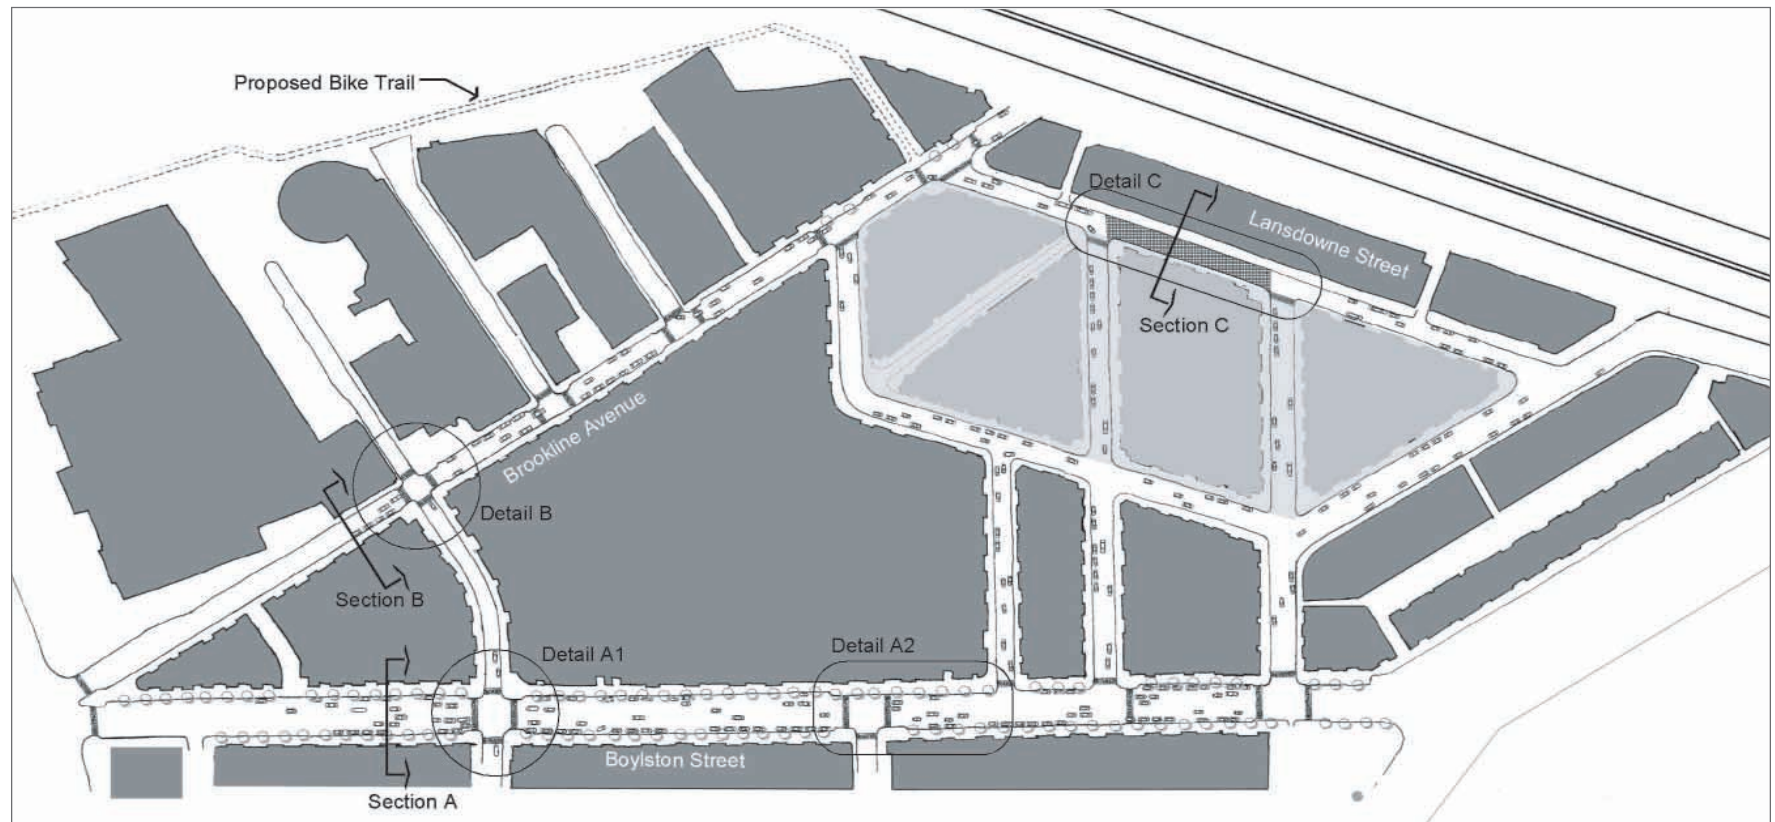 Proposed Bike Trail
Detail C
Lansdowne Street
Section C
Brookline Avenue
Detail B
Section B
Detail A1
Detail A2
Boylston Street
Section A